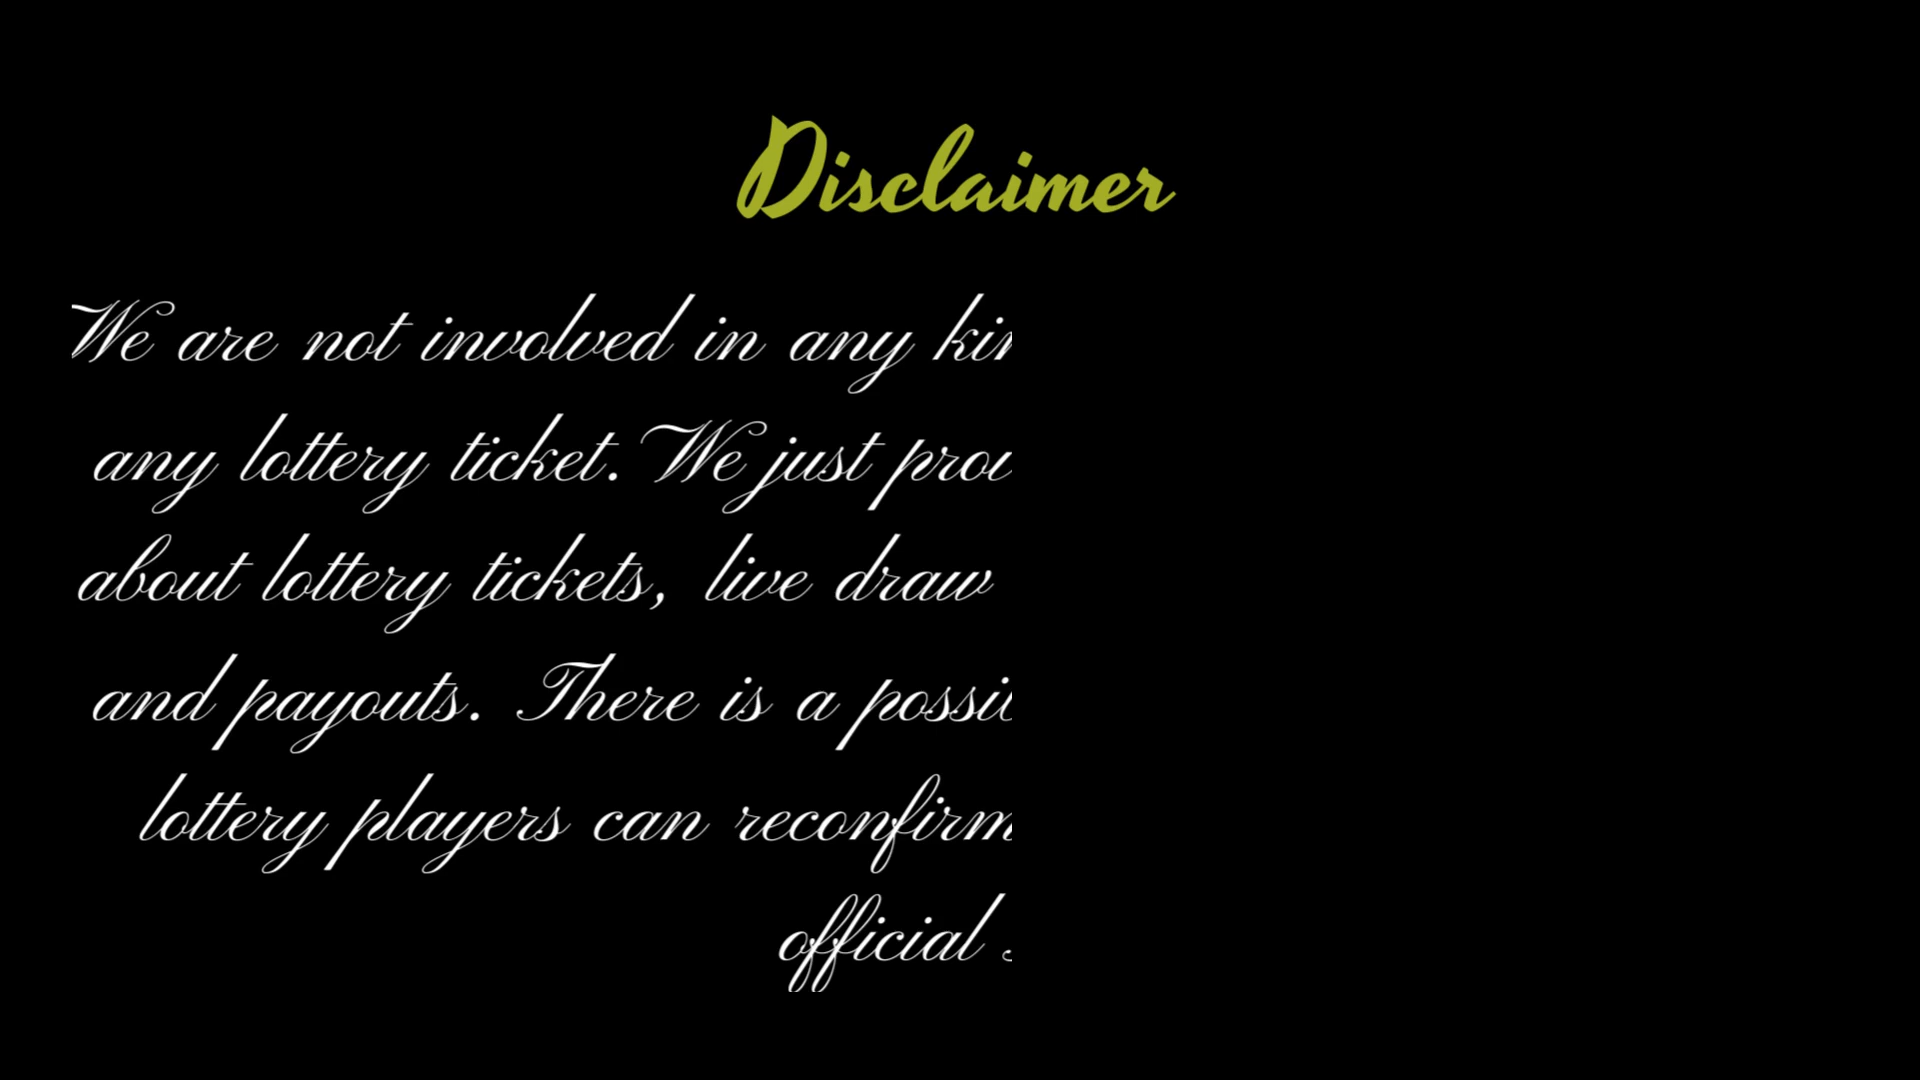 Disclaimer
We are not involved in any
any lottery ticket. We just
about lottery tickets, live draw
and payouts. There is a
lottery players can reconfirm
official